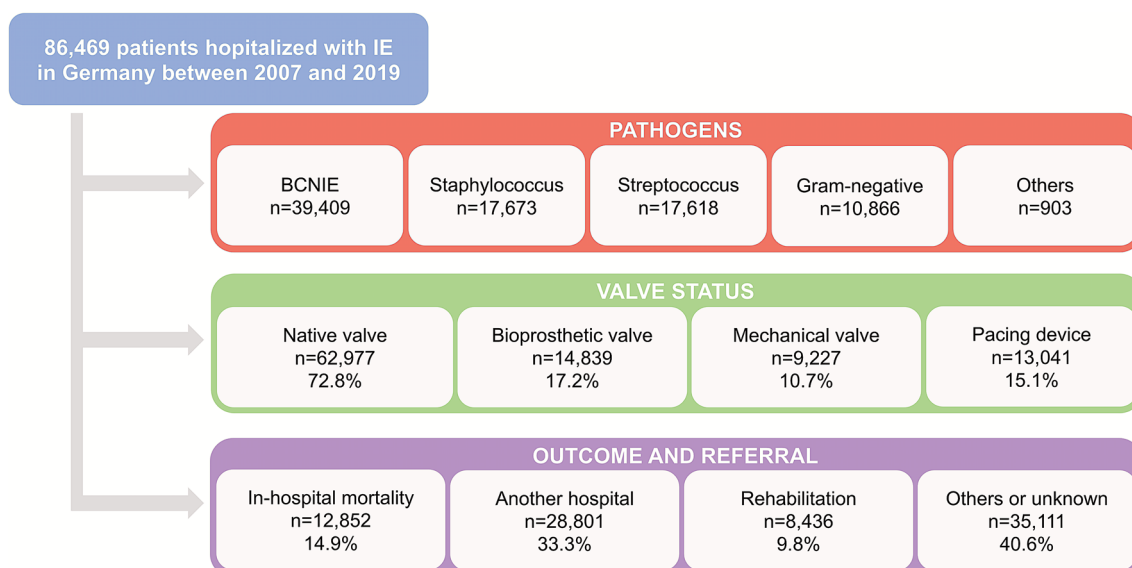 86,469 patients hopitalized with IE
in Germany between 2007 and 2019
PATHOGENS
BCNIE
n=39,409
Staphylococcus
n=17,673
Streptococcus
n=17,618
Gram-negative
n=10,866
Others
n=903
VALVE STATUS
Native valve
n=62,977
72.8%
Bioprosthetic valve
n=14,839
17.2%
Mechanical valve
n=9,227
10.7%
Pacing device
n=13,041
15.1%
OUTCOME AND REFERRAL
In-hospital mortality
n=12,852
14.9%
Another hospital
n=28,801
33.3%
Rehabilitation
n=8,436
9.8%
Others or unknown
n=35,111
40.6%